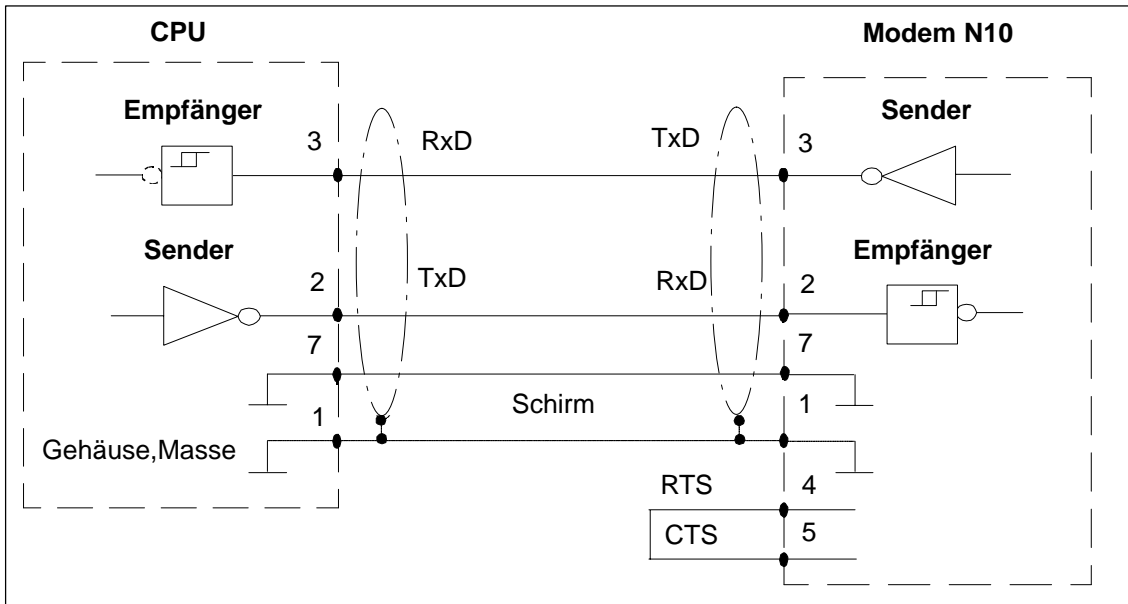 CPU
Modem N10
Empfänger
Sender
3
RxD
TxD
3
Sender
Empfänger
2
TxD
RxD
2
7
7
Schirm
1
1
Gehäuse,Masse
RTS
4
CTS
5